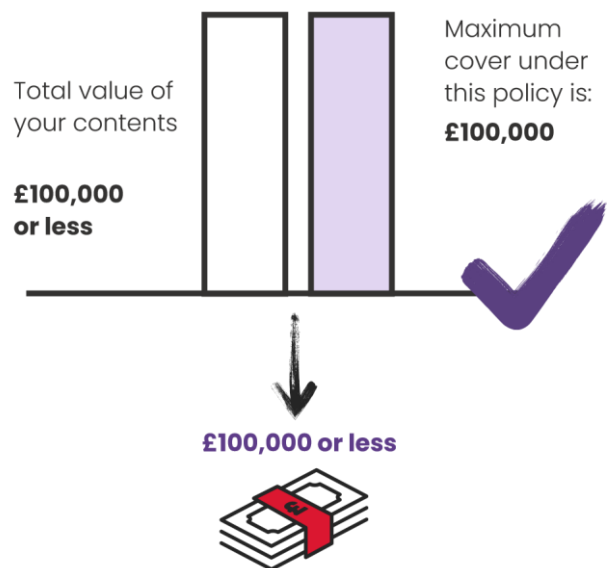 Total value of
your contents
£100,000
or less
Maximum
cover under
this policy is:
£100,000
£100,000 or less
£